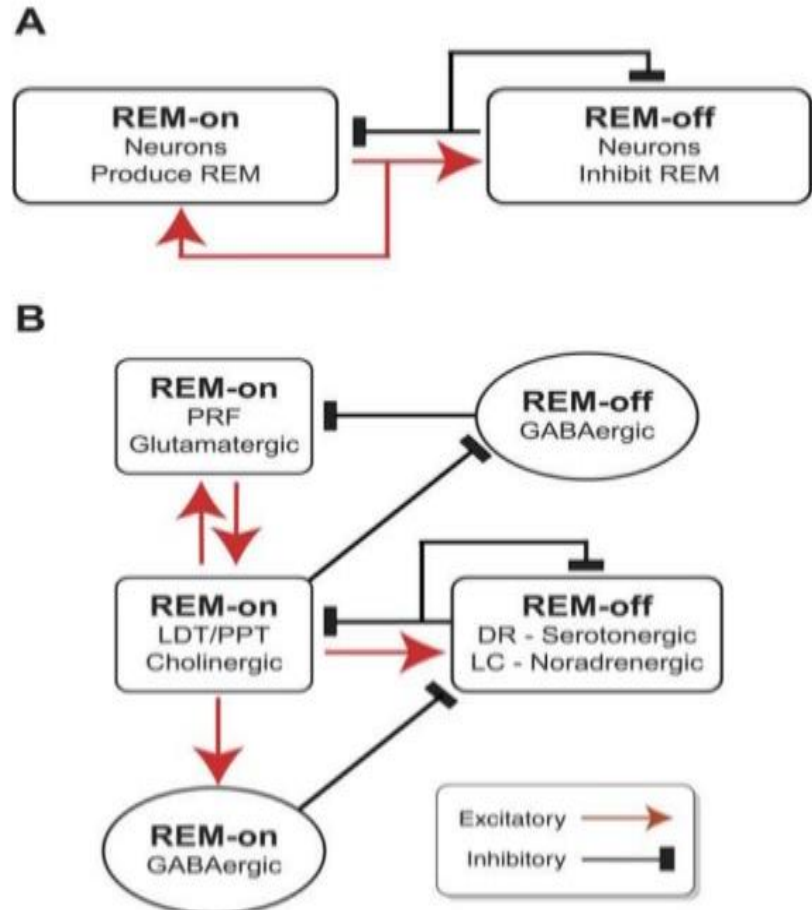 A
REM-on
Neurons
Produce REM
REM-off
Neurons
Inhibit REM
B
REM-on
PRF
Glutamatergic
REM-off
GABAergic
REM-on
LDT/PPT
Cholinergic
REM-off
DR - Serotonergic
LC - Noradrenergic
REM-on
GABAergic
Excitatory
Inhibitory